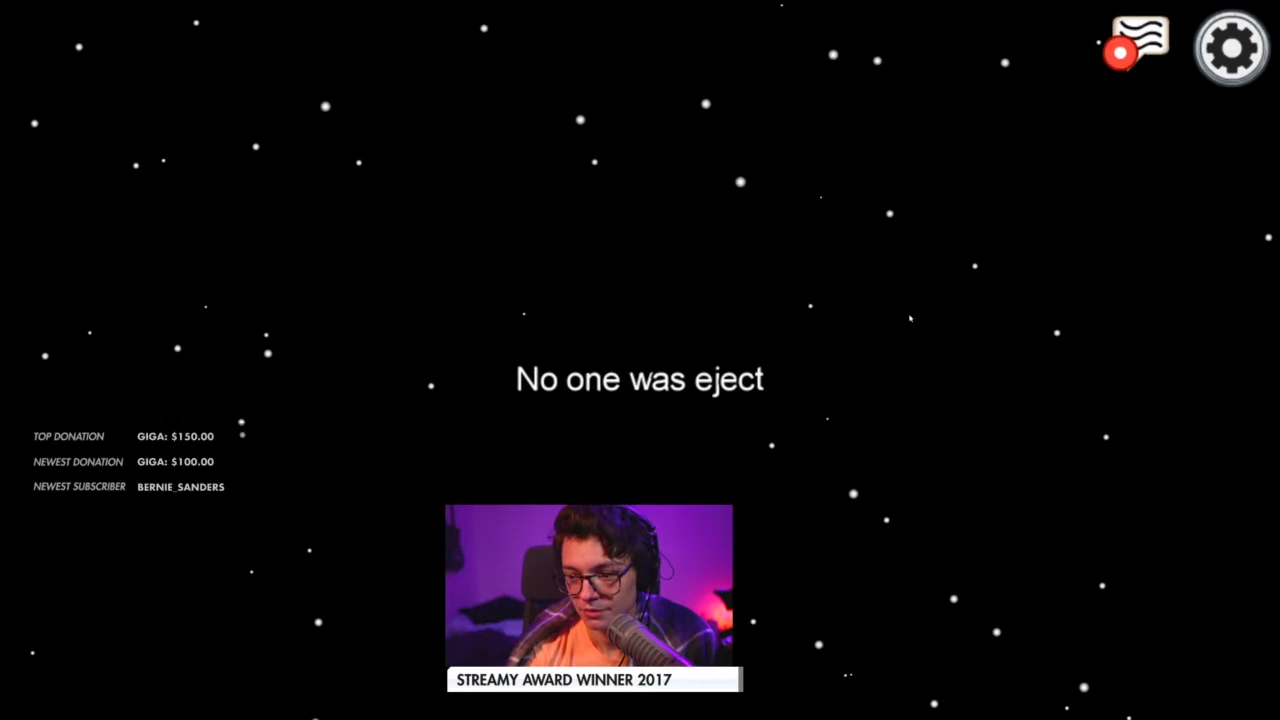 No one was eject
TOP DONATION GIGA: $150.00
NEWEST DONATION GIGA: $100.00
NEWEST SUBSCRIBER BERNIE_SANDERS
STREAMY AWARD WINNER 2017